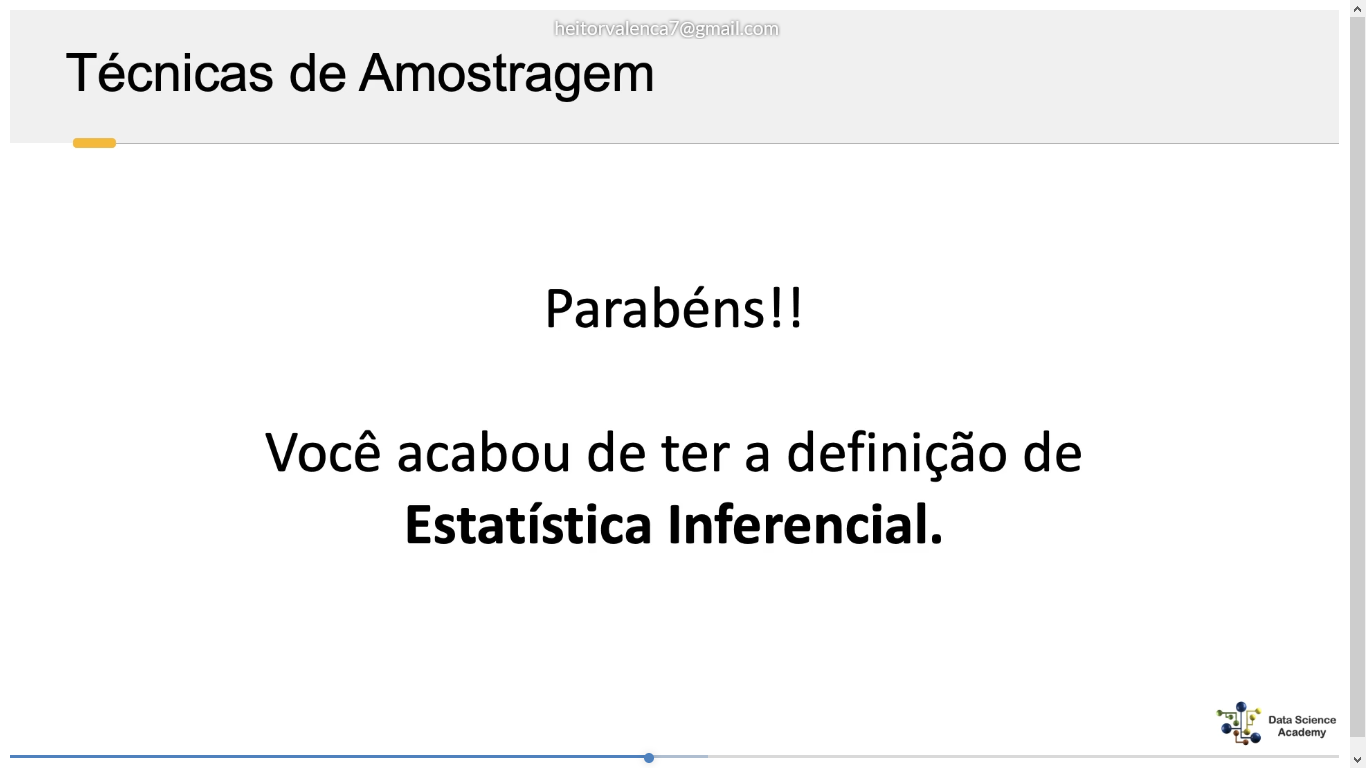 heitorvalenca7@gmail.com
Técnicas de Amostragem
Parabéns!!
Você acabou de ter a definição de
Estatística Inferencial.
Data Science
Academy